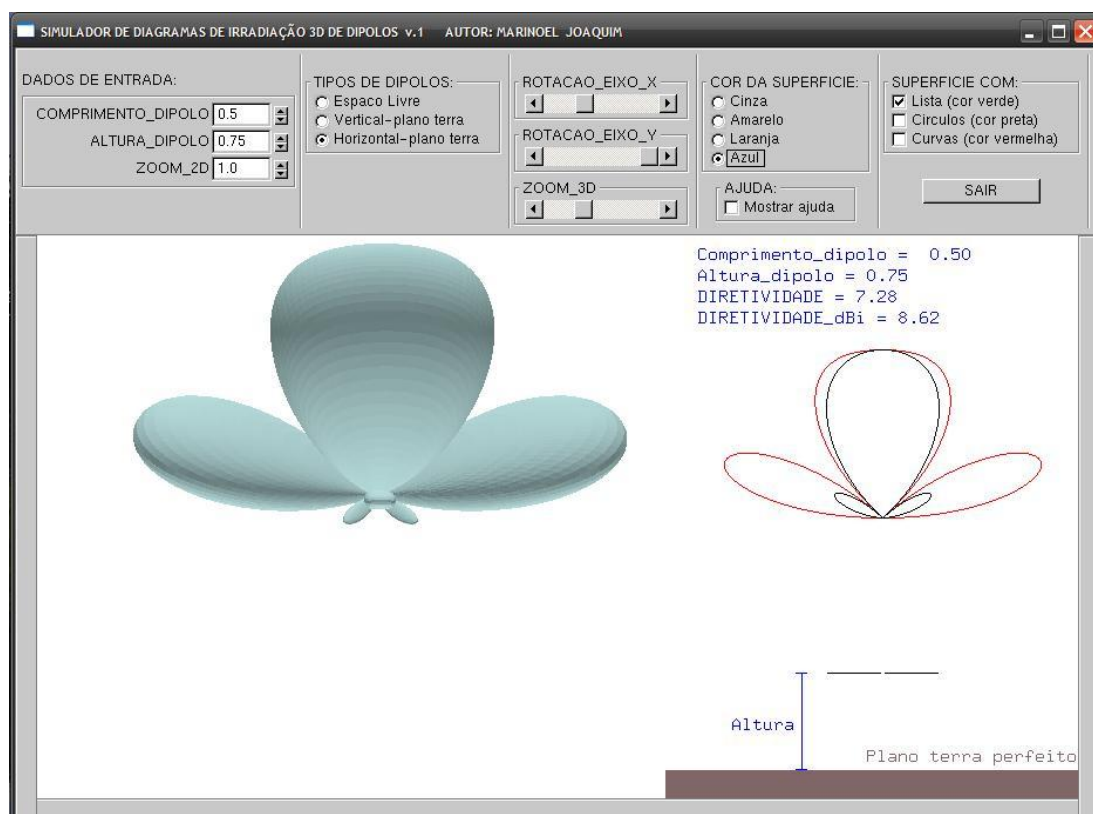 SIMULADOR DE DIAGRAMAS DE IRRADIAÇÃO 3D DE DIPOLOS v.1 AUTOR: MARINOEL JOAQUIM
DADOS DE ENTRADA:
COMPRIMENTO_DIPOLO 0.5
ALTURA_DIPOLO 0.75
ZOOM_2D 1.0
TIPOS DE DIPOLOS:
Espaco Livre
Vertical-plano terra
Horizontal-plano terra
ROTACAO_EIXO_X
ROTACAO_EIXO_Y
ZOOM_3D
COR DA SUPERFICIE:
Cinza
Amarelo
Laranja
Azul
AJUDA:
Mostrar ajuda
SUPERFICIE COM:
Lista (cor verde)
Circulos (cor preta)
Curvas (cor vermelha)
SAIR
Comprimento_dipolo = 0.50
Altura_dipolo = 0.75
DIRETIVIDADE = 7.28
DIRETIVIDADE_dBi = 8.62
Altura
Plano terra perfeito